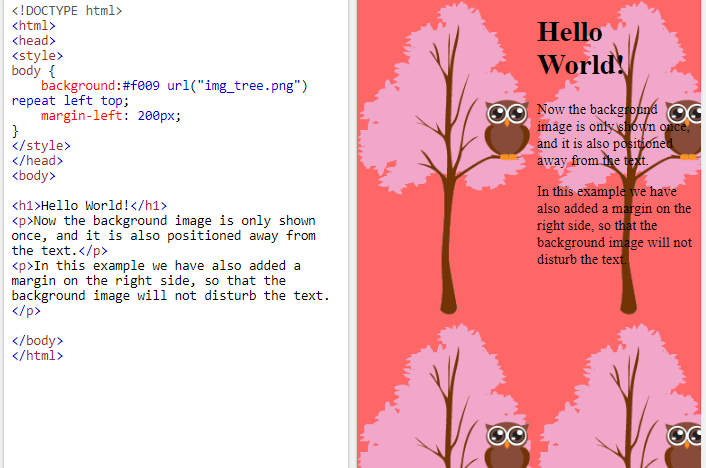 <!DOCTYPE html>
<html>
<head>
<style>
body {
    background:#f009 url("img_tree.png")
repeat left top;
    margin-left: 200px;
}
</style>
</head>
<body>

<h1>Hello World!</h1>
<p>Now the background image is only shown
once, and it is also positioned away from
the text.</p>
<p>In this example we have also added a
margin on the right side, so that the
background image will not disturb the text.
</p>

</body>
</html>
Hello
World!
Now the background
image is only shown once,
and it is also positioned
away from the text.
In this example we have
also added a margin on the
right side, so that the
background image will not
disturb the text.